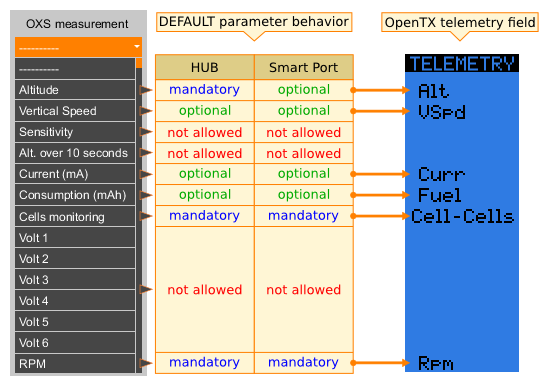 OXS measurement
DEFAULT parameter behavior
OpenTX telemetry field
----------
HUB Smart Port
TELEMETRY
----------
Altitude mandatory optional Alt
Vertical Speed optional optional VSpd
Sensitivity not allowed not allowed
Alt. over 10 seconds not allowed not allowed
Current (mA) optional optional Curr
Consumption (mAh) optional optional Fuel
Cells monitoring mandatory mandatory Cell-Cells
Volt 1
Volt 2
Volt 3 not allowed not allowed
Volt 4
Volt 5
Volt 6
RPM mandatory mandatory Rpm